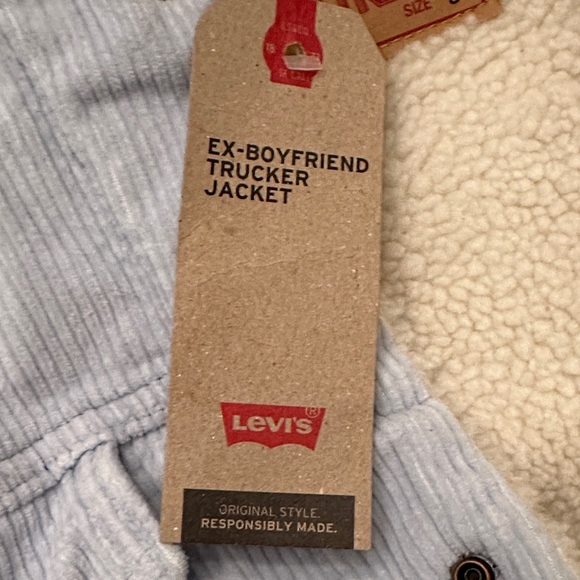 SIZE
EX-BOYFRIEND
TRUCKER
JACKET
LEVI'S®
ORIGINAL STYLE.
RESPONSIBLY MADE.